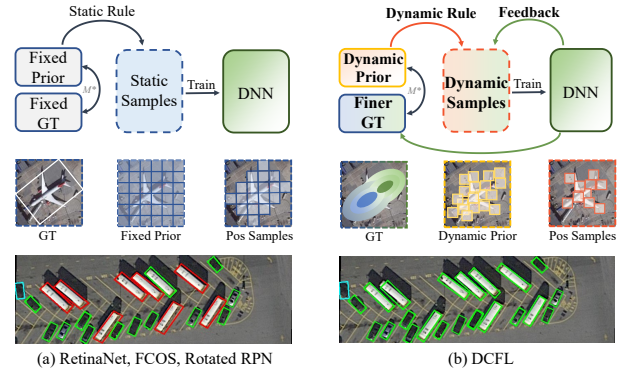 Static Rule
Fixed
Prior
M*
Fixed
GT
Static
Samples
Train
DNN
GT
Fixed Prior
Pos Samples
(a) RetinaNet, FCOS, Rotated RPN
Dynamic Rule
Feedback
Dynamic
Prior
M*
Finer
GT
Dynamic
Samples
Train
DNN
GT
Dynamic Prior
Pos Samples
(b) DCFL